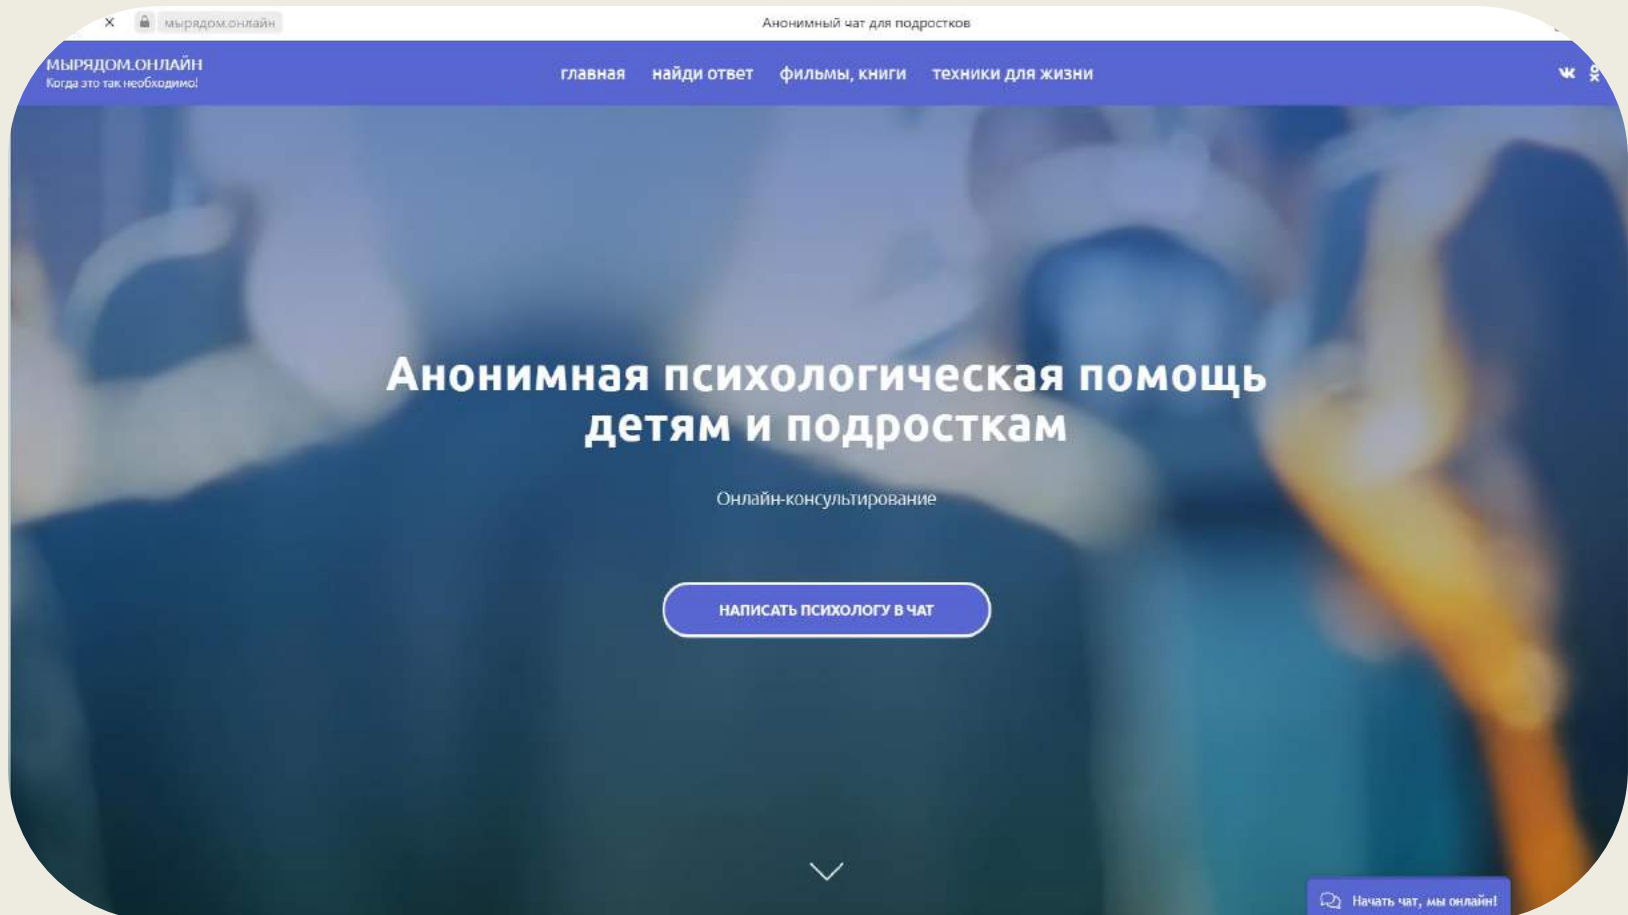 мырядом.онлайн
Анонимный чат для подростков
МЫРЯДОМ.ОНЛАЙН
Когда это так необходимо!
главная найди ответ фильмы, книги техники для жизни
Анонимная психологическая помощь
детям и подросткам
Онлайн-консультирование
НАПИСАТЬ ПСИХОЛОГУ В ЧАТ
Начать чат, мы онлайн!